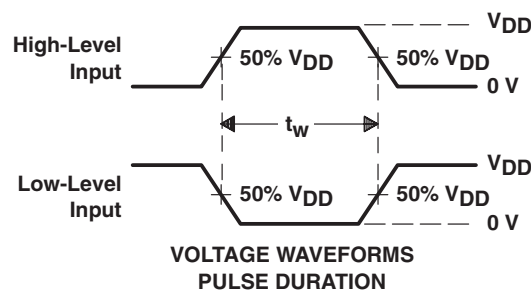 High-Level
Input
50% VDD
50% VDD
VDD
0 V
tw
Low-Level
Input
50% VDD
50% VDD
VDD
0 V
VOLTAGE WAVEFORMS
PULSE DURATION